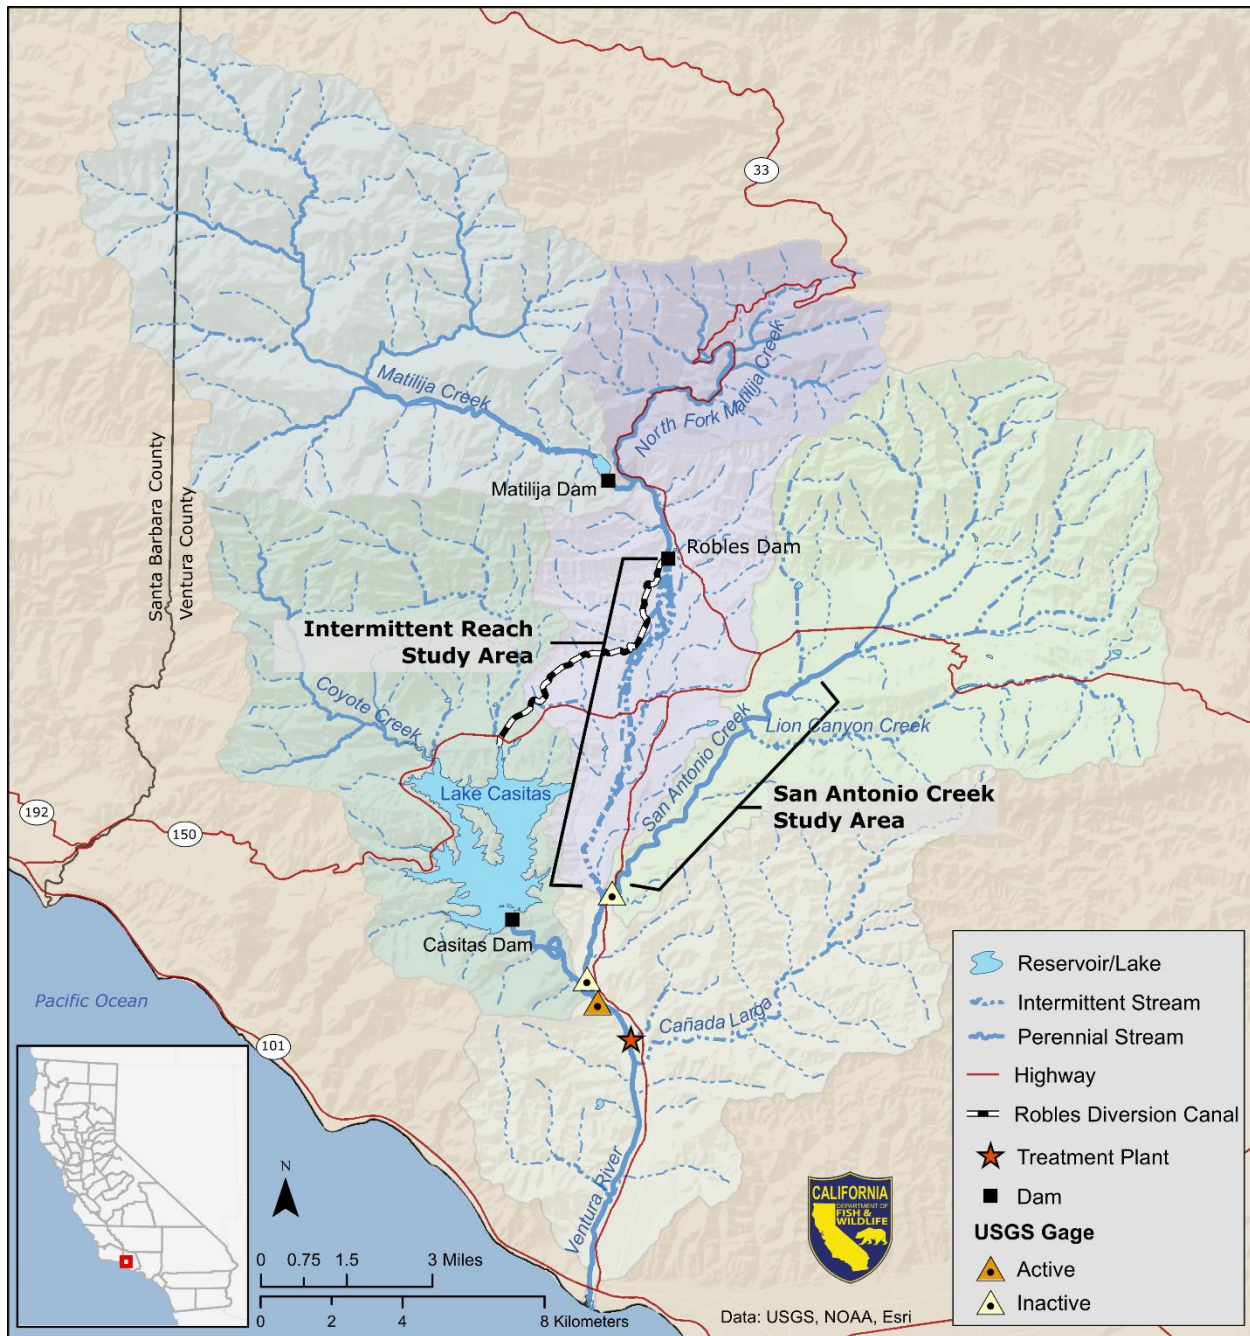 33
Matilija Creek
North Fork Matilija Creek
Matilija Dam
Santa Barbara County
Ventura County
Robles Dam
Intermittent Reach
Study Area
Coyote Creek
Lion Canyon Creek
San Antonio Creek
Lake Casitas
San Antonio Creek
Study Area
192
150
Casitas Dam
Pacific Ocean
Cañada Larga
101
Ventura River
N
0 0.75 1.5 3 Miles
0 2 4 8 Kilometers
CALIFORNIA
DEPARTMENT OF
FISH &
WILDLIFE
Data: USGS, NOAA, Esri
Reservoir/Lake
Intermittent Stream
Perennial Stream
Highway
Robles Diversion Canal
Treatment Plant
Dam
USGS Gage
Active
Inactive